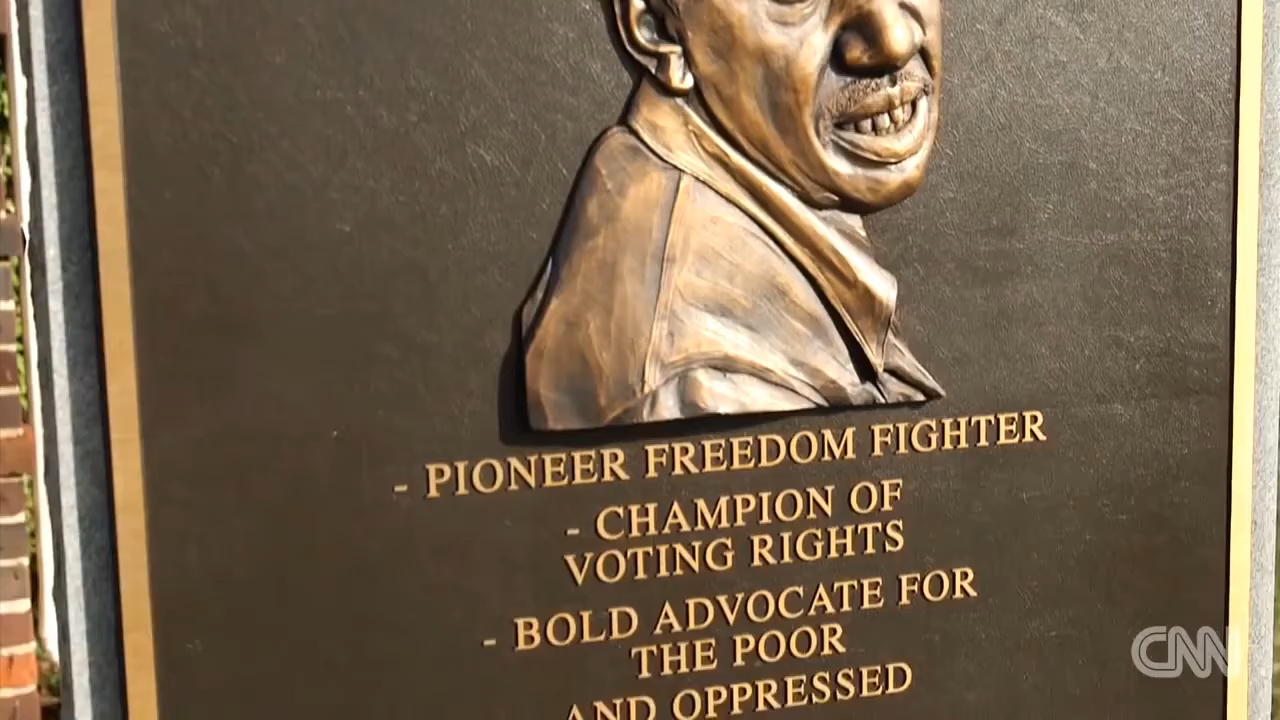 - PIONEER FREEDOM FIGHTER
- CHAMPION OF
VOTING RIGHTS
- BOLD ADVOCATE FOR
THE POOR
AND OPPRESSED
CNN